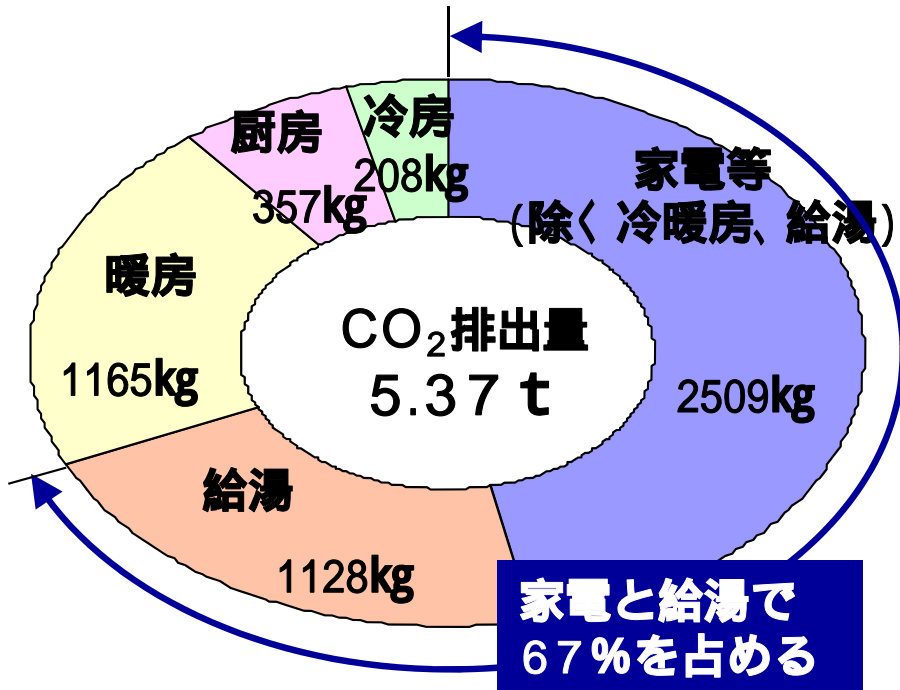 冷房
208kg
厨房
357kg
家電等
(除く 冷暖房、給湯)
2509kg
暖房
1165kg
CO₂排出量
5.37 t
給湯
1128kg
家電と給湯で
67%を占める